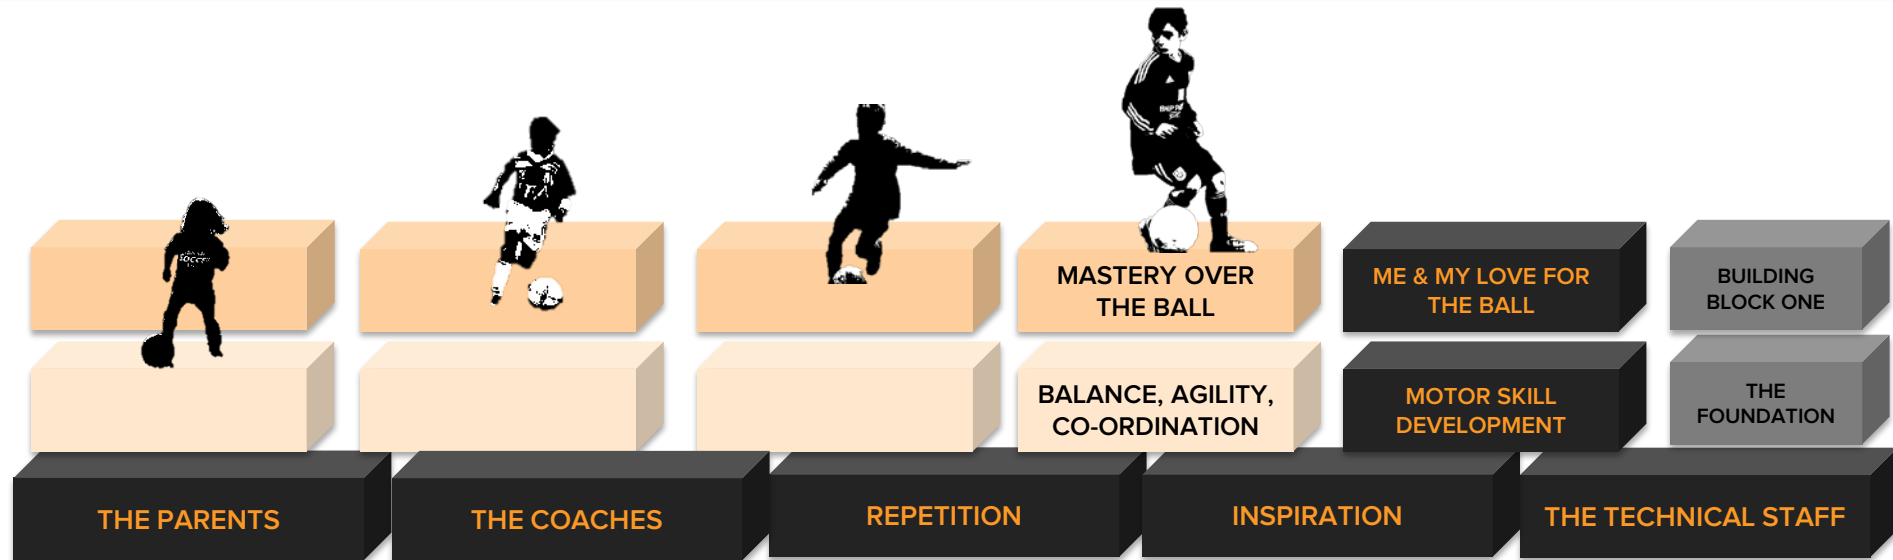 SOCCER
MASTERY OVER
THE BALL
ME & MY LOVE FOR
THE BALL
BUILDING
BLOCK ONE
BALANCE, AGILITY,
CO-ORDINATION
MOTOR SKILL
DEVELOPMENT
THE
FOUNDATION
THE PARENTS
THE COACHES
REPETITION
INSPIRATION
THE TECHNICAL STAFF